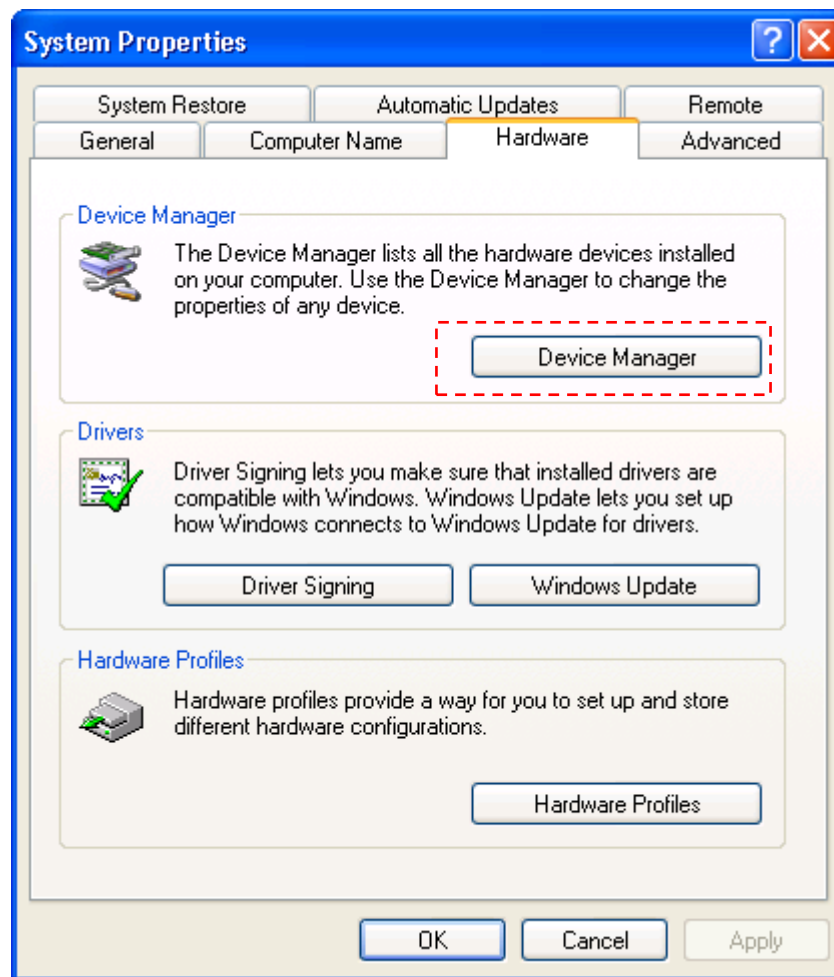 System Properties
System Restore
Automatic Updates
Remote
General
Computer Name
Hardware
Advanced
Device Manager
The Device Manager lists all the hardware devices installed
on your computer. Use the Device Manager to change the
properties of any device.
Device Manager
Drivers
Driver Signing lets you make sure that installed drivers are
compatible with Windows. Windows Update lets you set up
how Windows connects to Windows Update for drivers.
Driver Signing
Windows Update
Hardware Profiles
Hardware profiles provide a way for you to set up and store
different hardware configurations.
Hardware Profiles
OK
Cancel
Apply